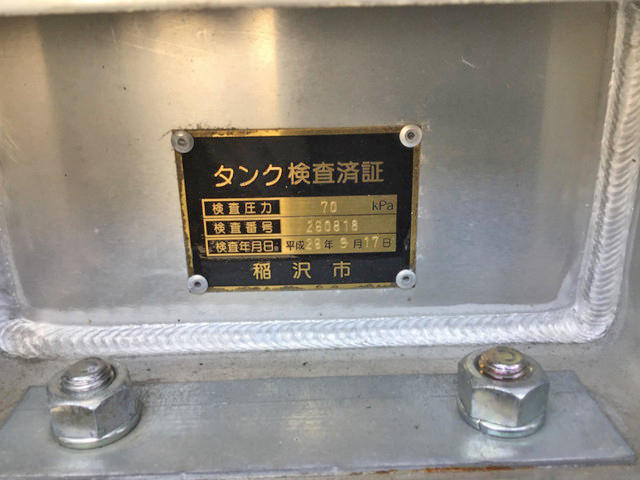 タンク検査済証
検査圧力 70 kPa
検査番号 280818
検査年月日 平成28年9月17日
稲沢市